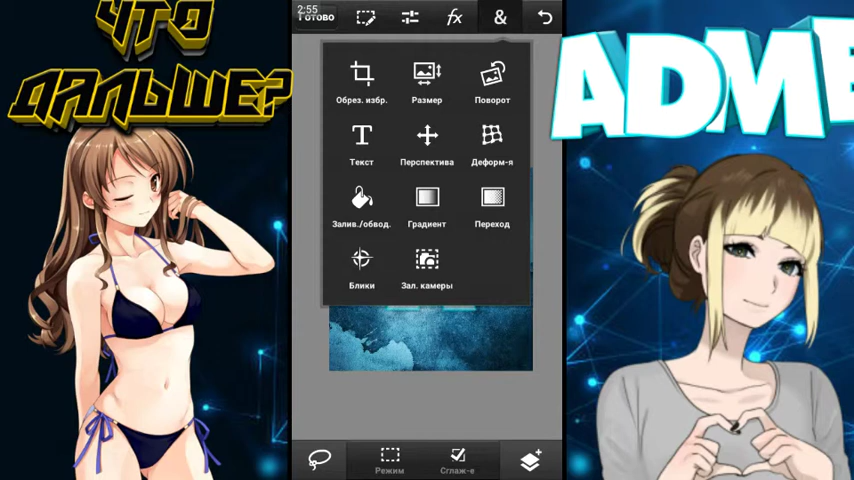 ЧТО
ДАЛЬШЕ?
2:55
Готово
fx
&
Обрез. избр.
Размер
Поворот
T
Текст
Перспектива
Деформ-я
Залив./обвод.
Градиент
Переход
Блики
Зал. камеры
Режим
Сглаж-е
ADME